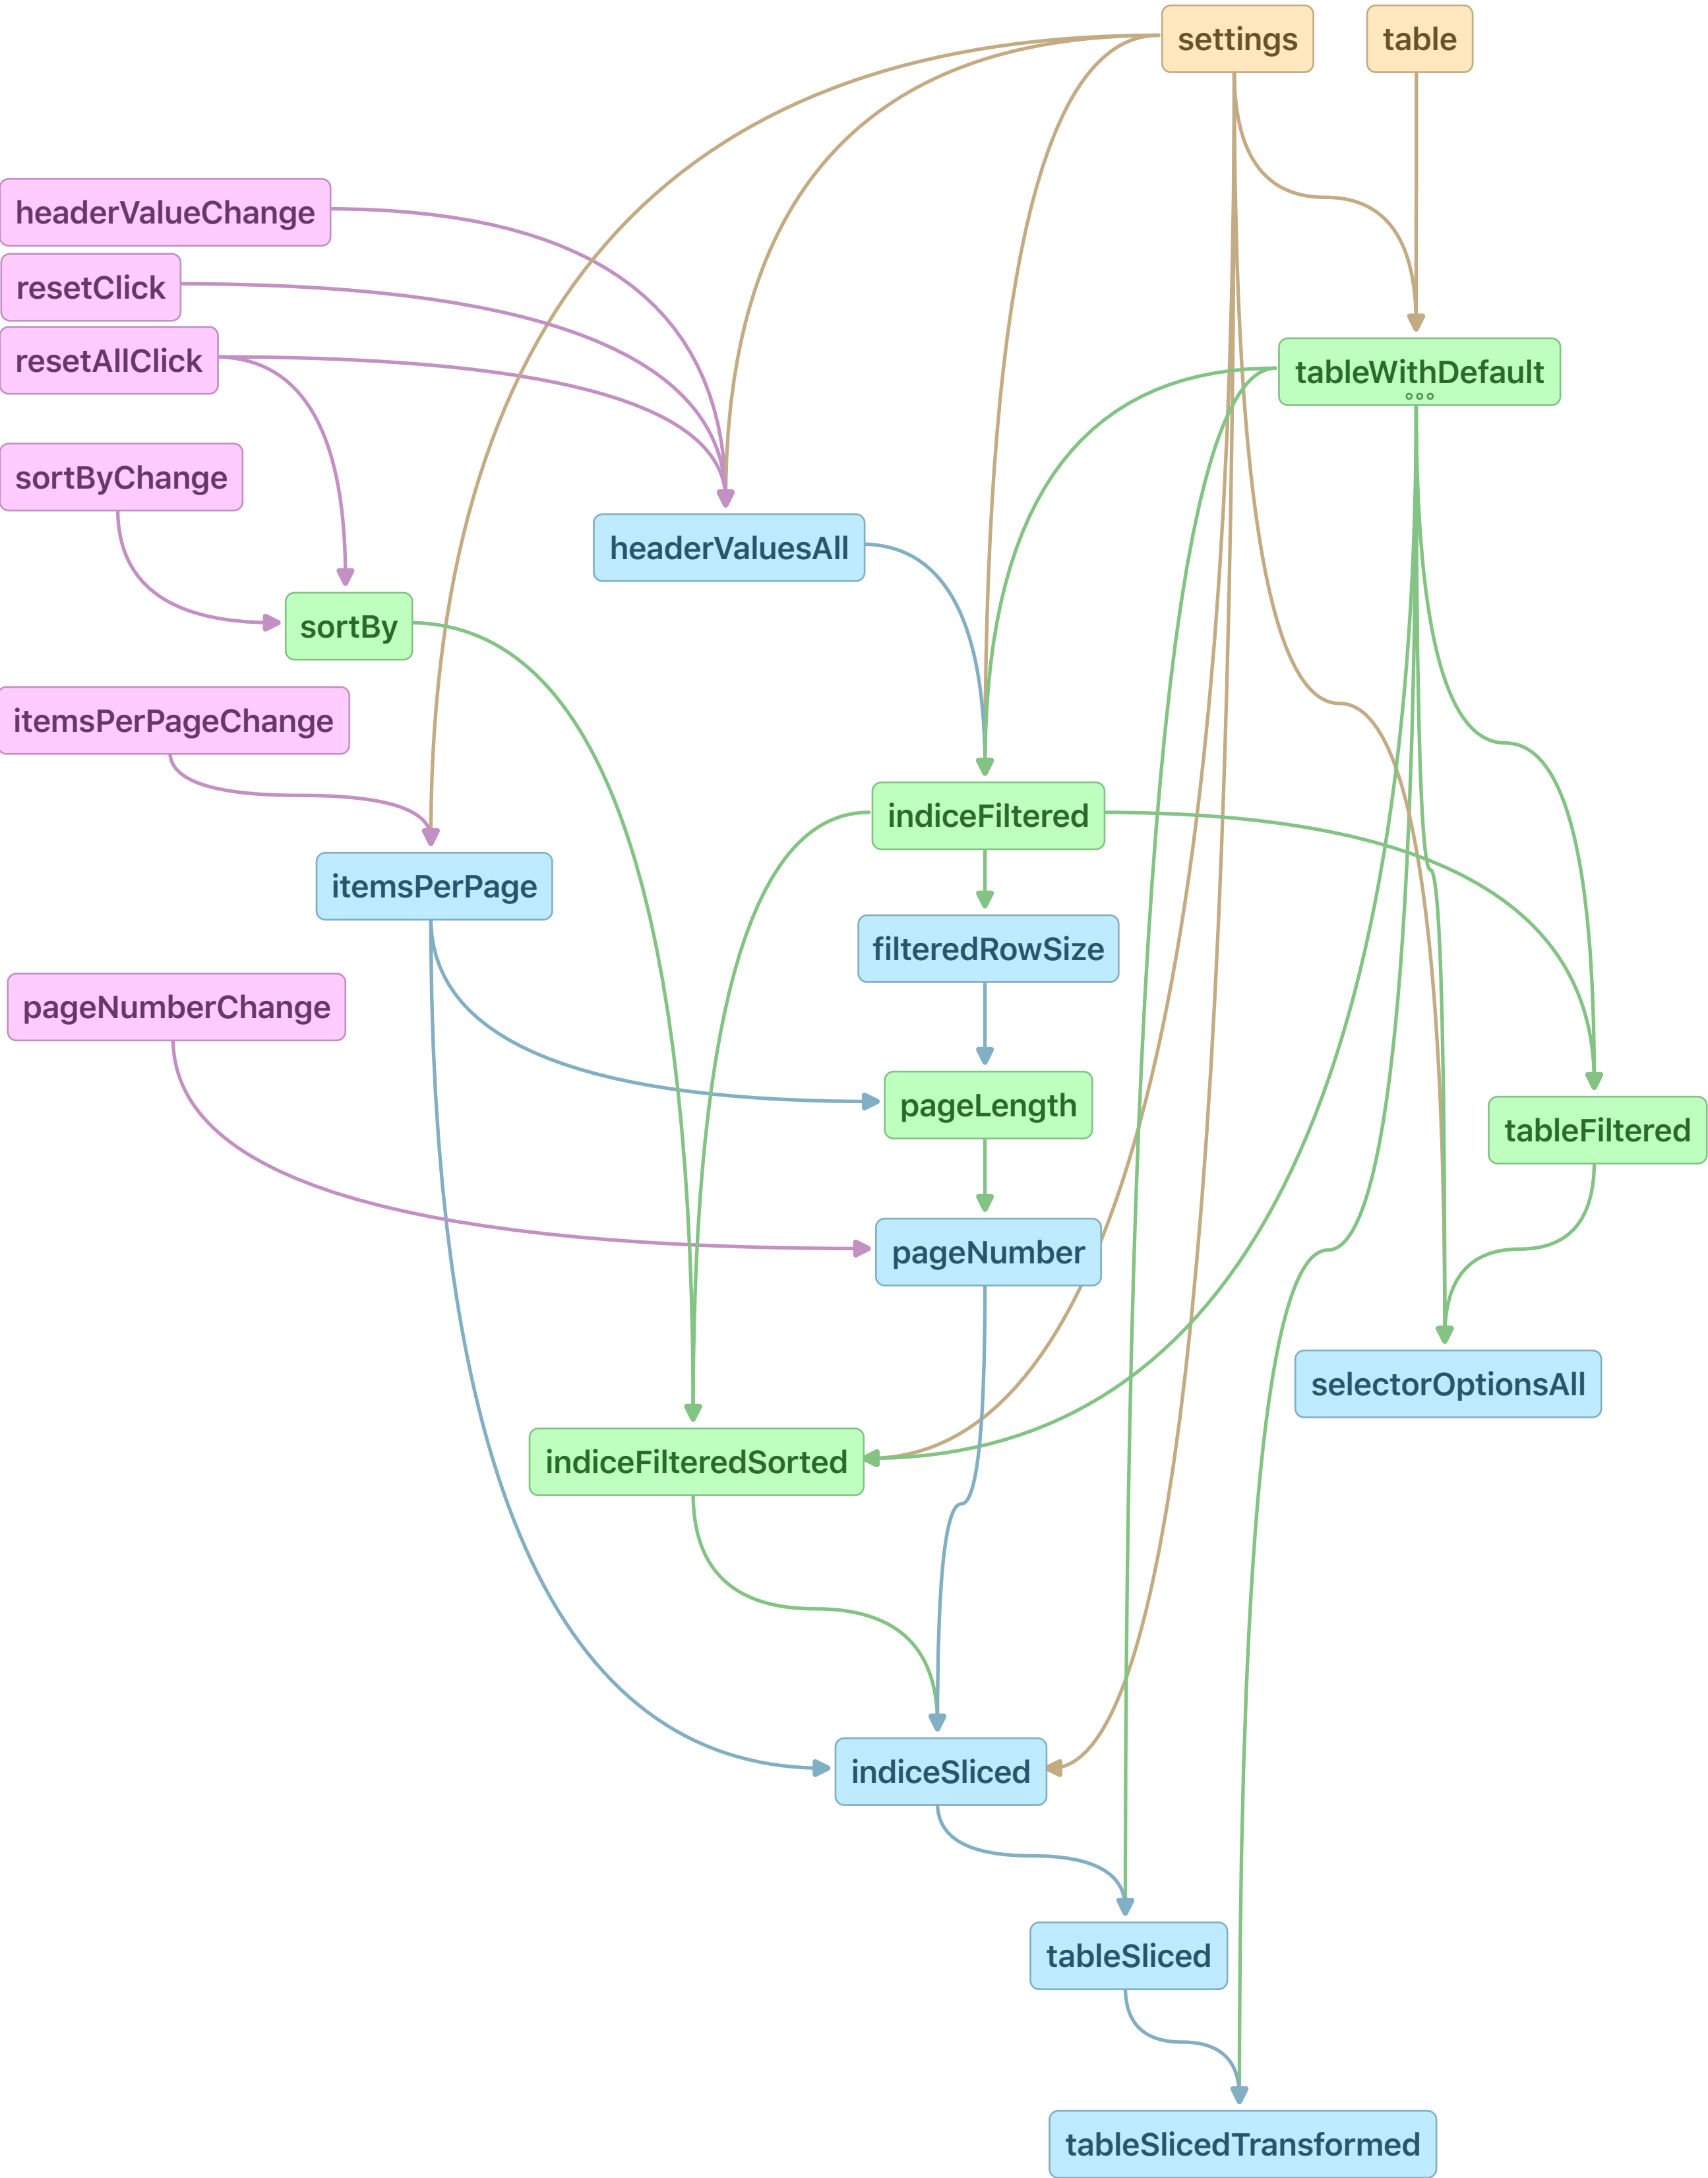 settings
table
headerValueChange
resetClick
resetAllClick
tableWithDefault
sortByChange
headerValuesAll
sortBy
itemsPerPageChange
indiceFiltered
itemsPerPage
filteredRowSize
pageNumberChange
pageLength
tableFiltered
pageNumber
selectorOptionsAll
indiceFilteredSorted
indiceSliced
tableSliced
tableSlicedTransformed